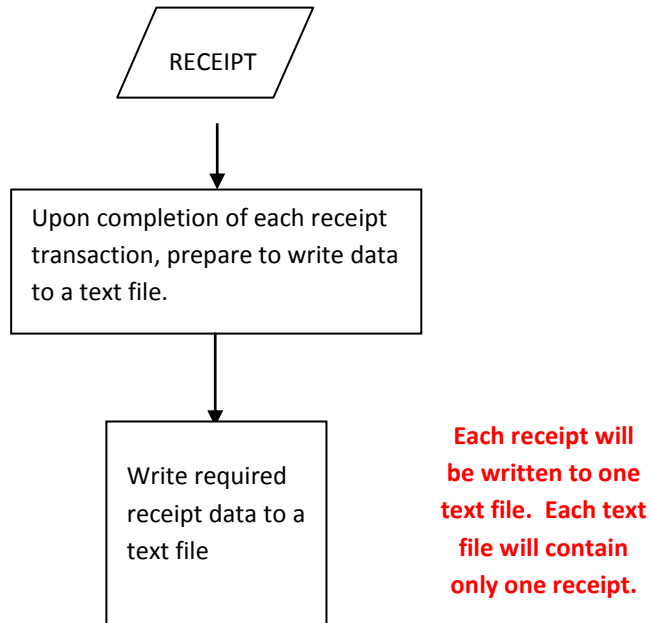 RECEIPT
Upon completion of each receipt
transaction, prepare to write data
to a text file.
Write required
receipt data to a
text file
Each receipt will
be written to one
text file.  Each text
file will contain
only one receipt.